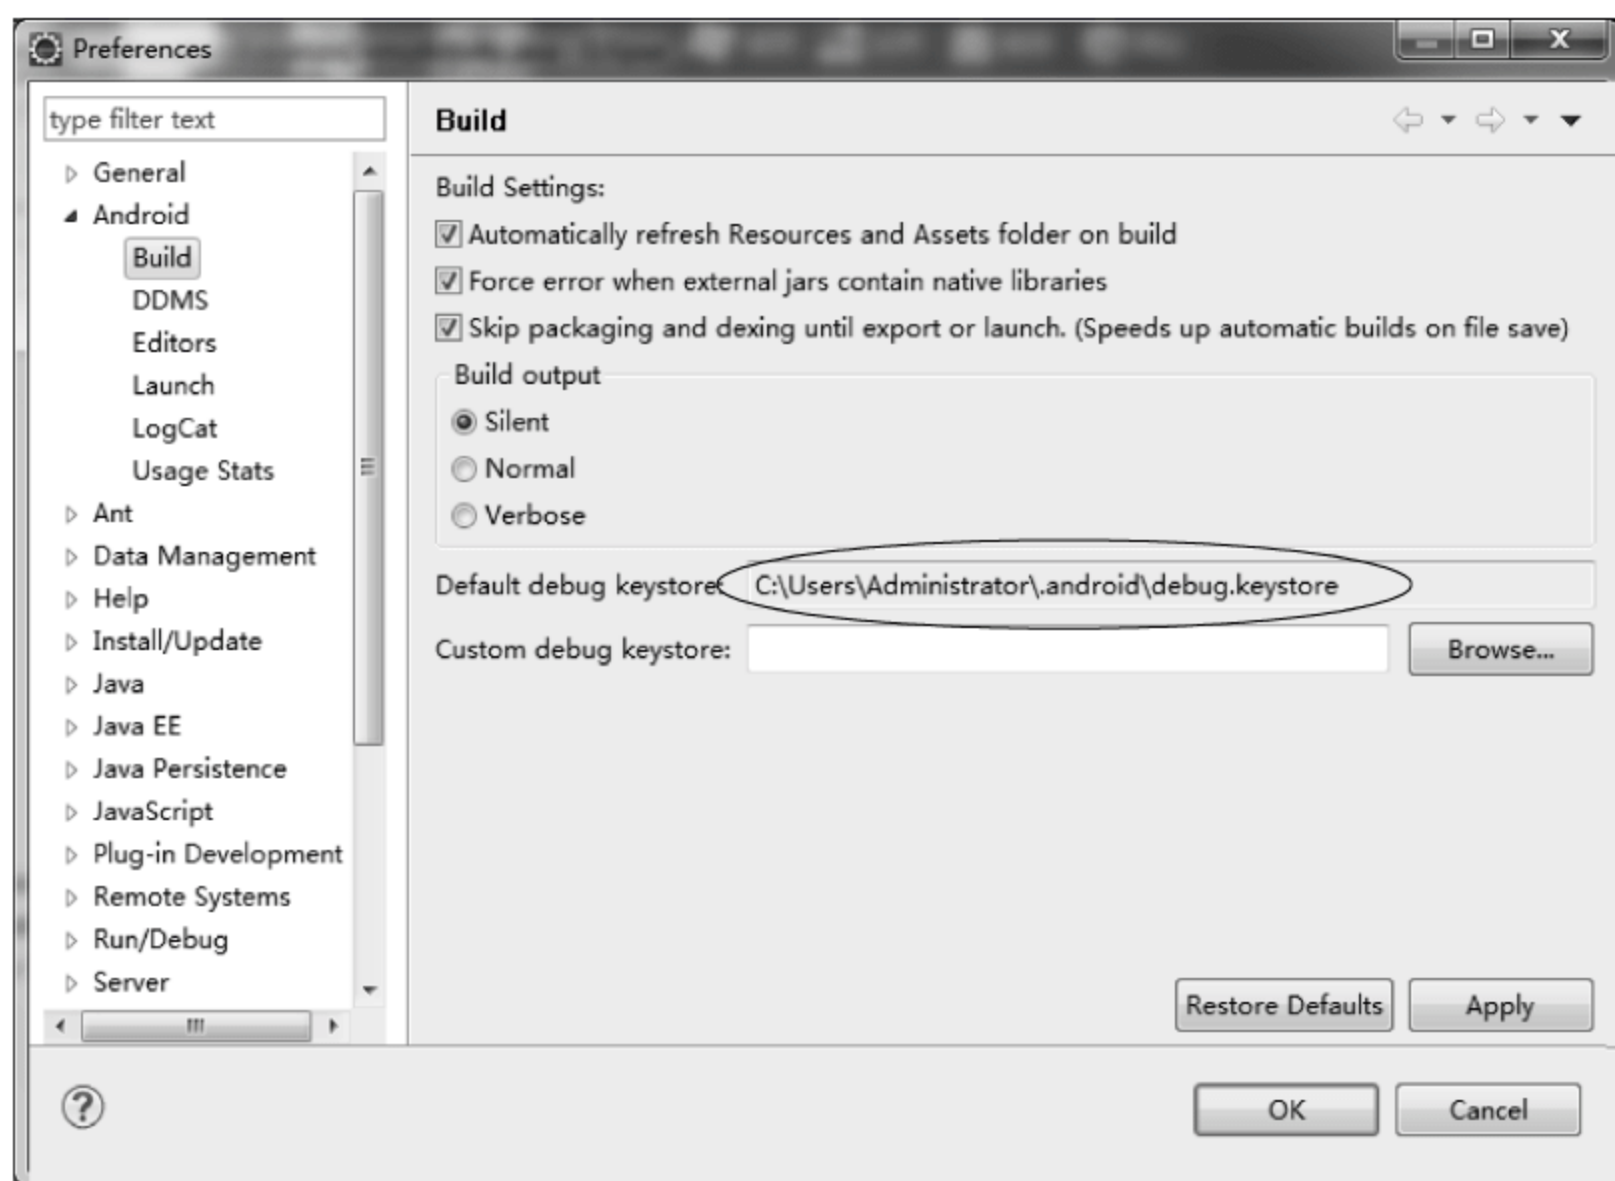 Preferences
type filter text
General
Android
Build
DDMS
Editors
Launch
LogCat
Usage Stats
Ant
Data Management
Help
Install/Update
Java
Java EE
Java Persistence
JavaScript
Plug-in Development
Remote Systems
Run/Debug
Server
Build
Build Settings:
Automatically refresh Resources and Assets folder on build
Force error when external jars contain native libraries
Skip packaging and dexing until export or launch. (Speeds up automatic builds on file save)
Build output
Silent
Normal
Verbose
Default debug keystore: C:\Users\Administrator\.android\debug.keystore
Custom debug keystore:
Browse...
Restore Defaults
Apply
OK
Cancel